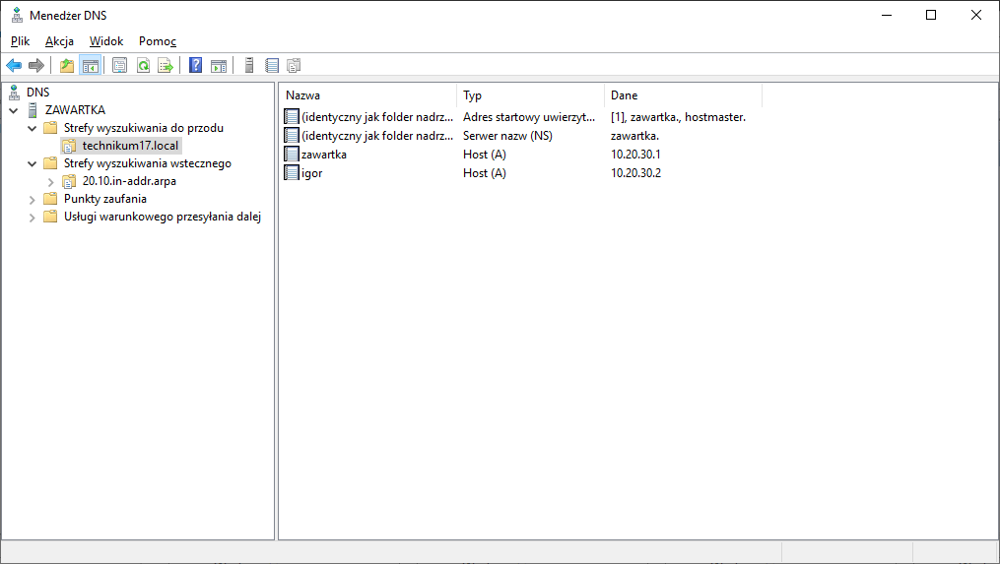 Menedżer DNS
Plik Akcja Widok Pomoc
DNS
ZAWARTKA
Strefy wyszukiwania do przodu
technikum17.local
Strefy wyszukiwania wstecznego
20.10.in-addr.arpa
Punkty zaufania
Usługi warunkowego przesyłania dalej
Nazwa Typ Dane
(identyczny jak folder nadrz... Adres startowy uwierzyt... [1], zawartka., hostmaster.
(identyczny jak folder nadrz... Serwer nazw (NS) zawartka.
zawartka Host (A) 10.20.30.1
igor Host (A) 10.20.30.2